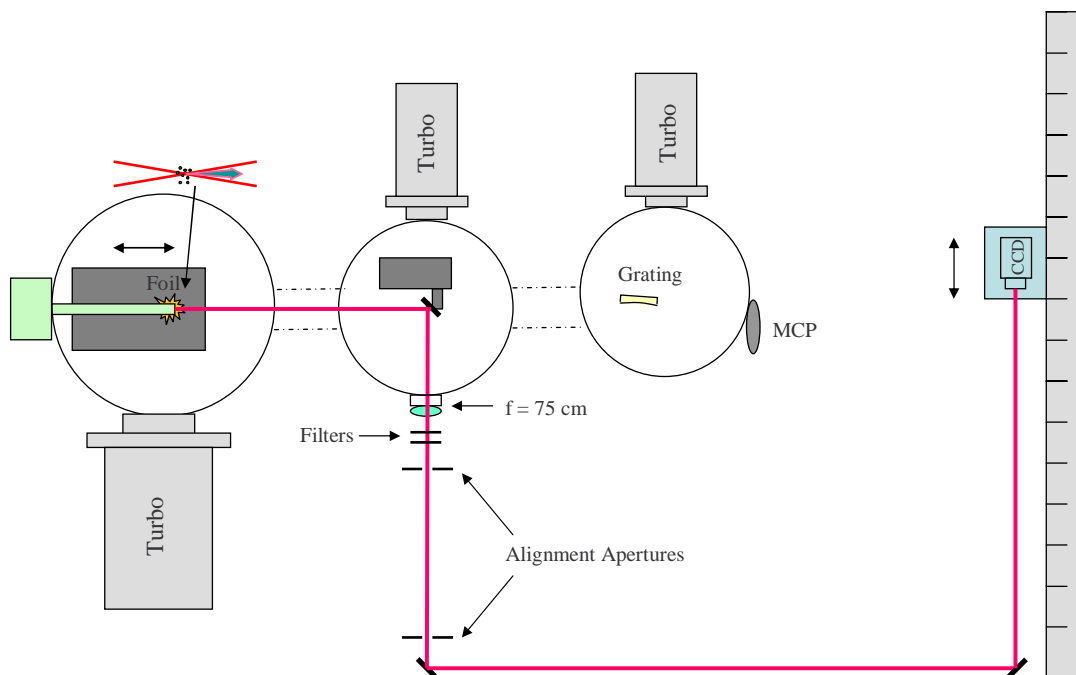 Turbo
Turbo
Foil
Grating
CCD
MCP
f = 75 cm
Filters
Turbo
Alignment Apertures